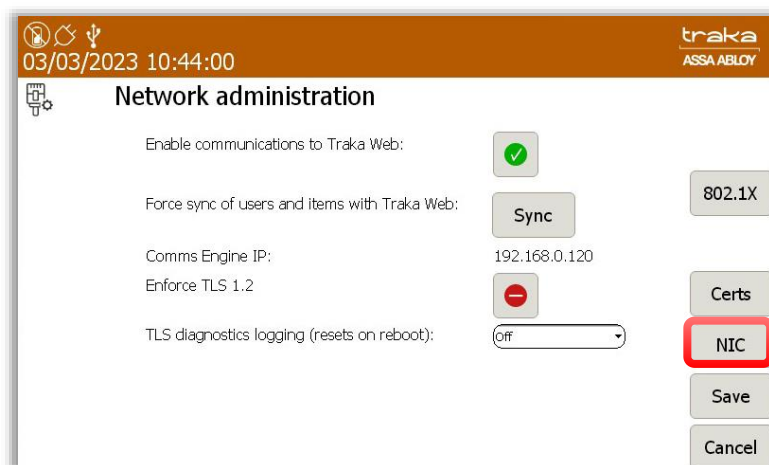 traka
03/03/2023 10:44:00
ASSA ABLOY
Network administration
Enable communications to Traka Web:
802.1X
Force sync of users and items with Traka Web:
Sync
Comms Engine IP:
192.168.0.120
Enforce TLS 1.2
Certs
TLS diagnostics logging (resets on reboot):
Off
NIC
Save
Cancel